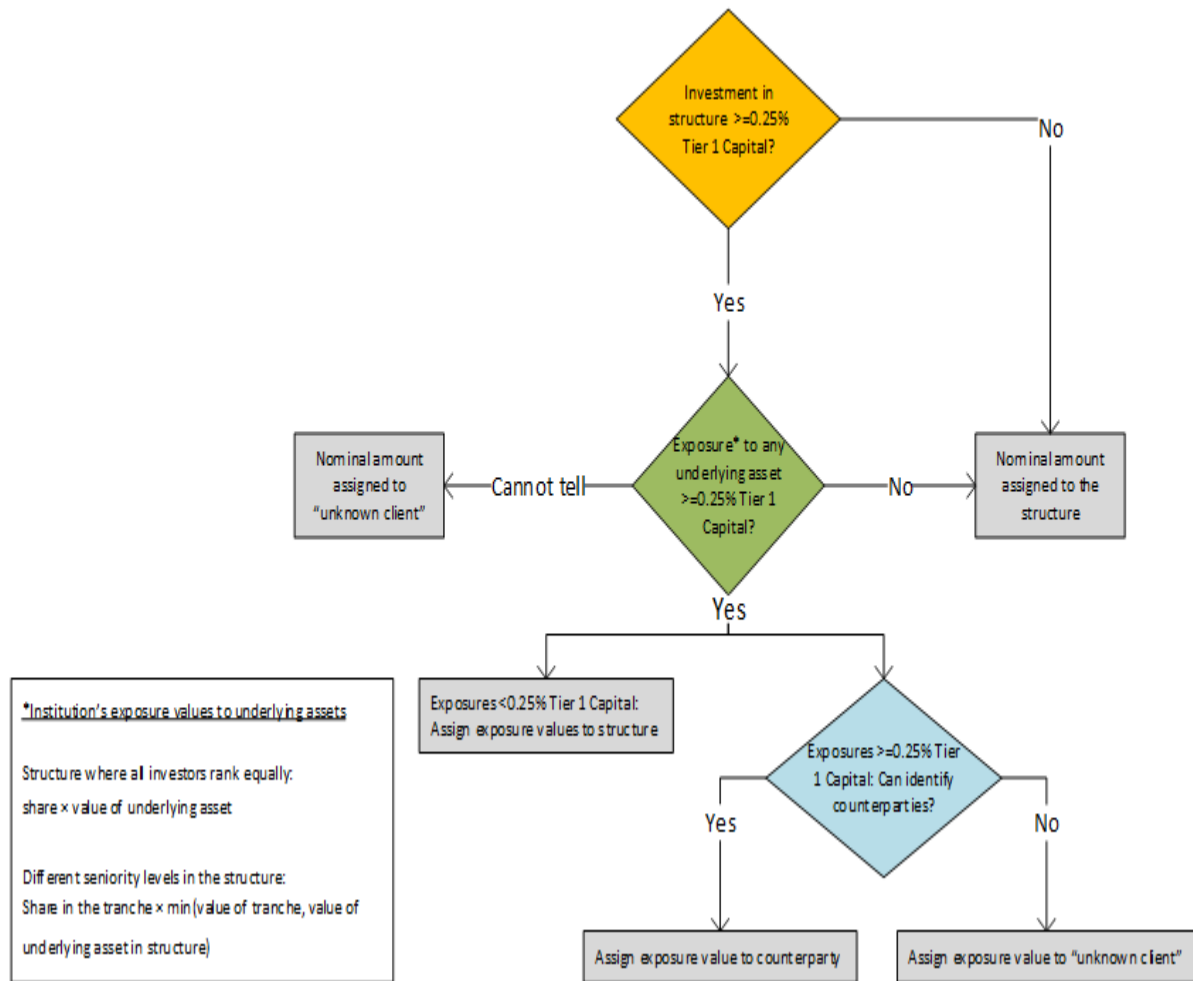 Investment in
structure >=0.25%
Tier 1 Capital?
No
Yes
Exposure* to any
underlying asset
>=0.25% Tier 1
Capital?
Cannot tell
Nominal amount
assigned to
“unknown client”
No
Nominal amount
assigned to the
structure
Yes
Exposures <0.25% Tier 1 Capital:
Assign exposure values to structure
Exposures >=0.25% Tier
1 Capital: Can identify
counterparties?
Yes
No
Assign exposure value to counterparty
Assign exposure value to “unknown client”
*Institution's exposure values to underlying assets
Structure where all investors rank equally:
share × value of underlying asset
Different seniority levels in the structure:
Share in the tranche × min(value of tranche, value of
underlying asset in structure)